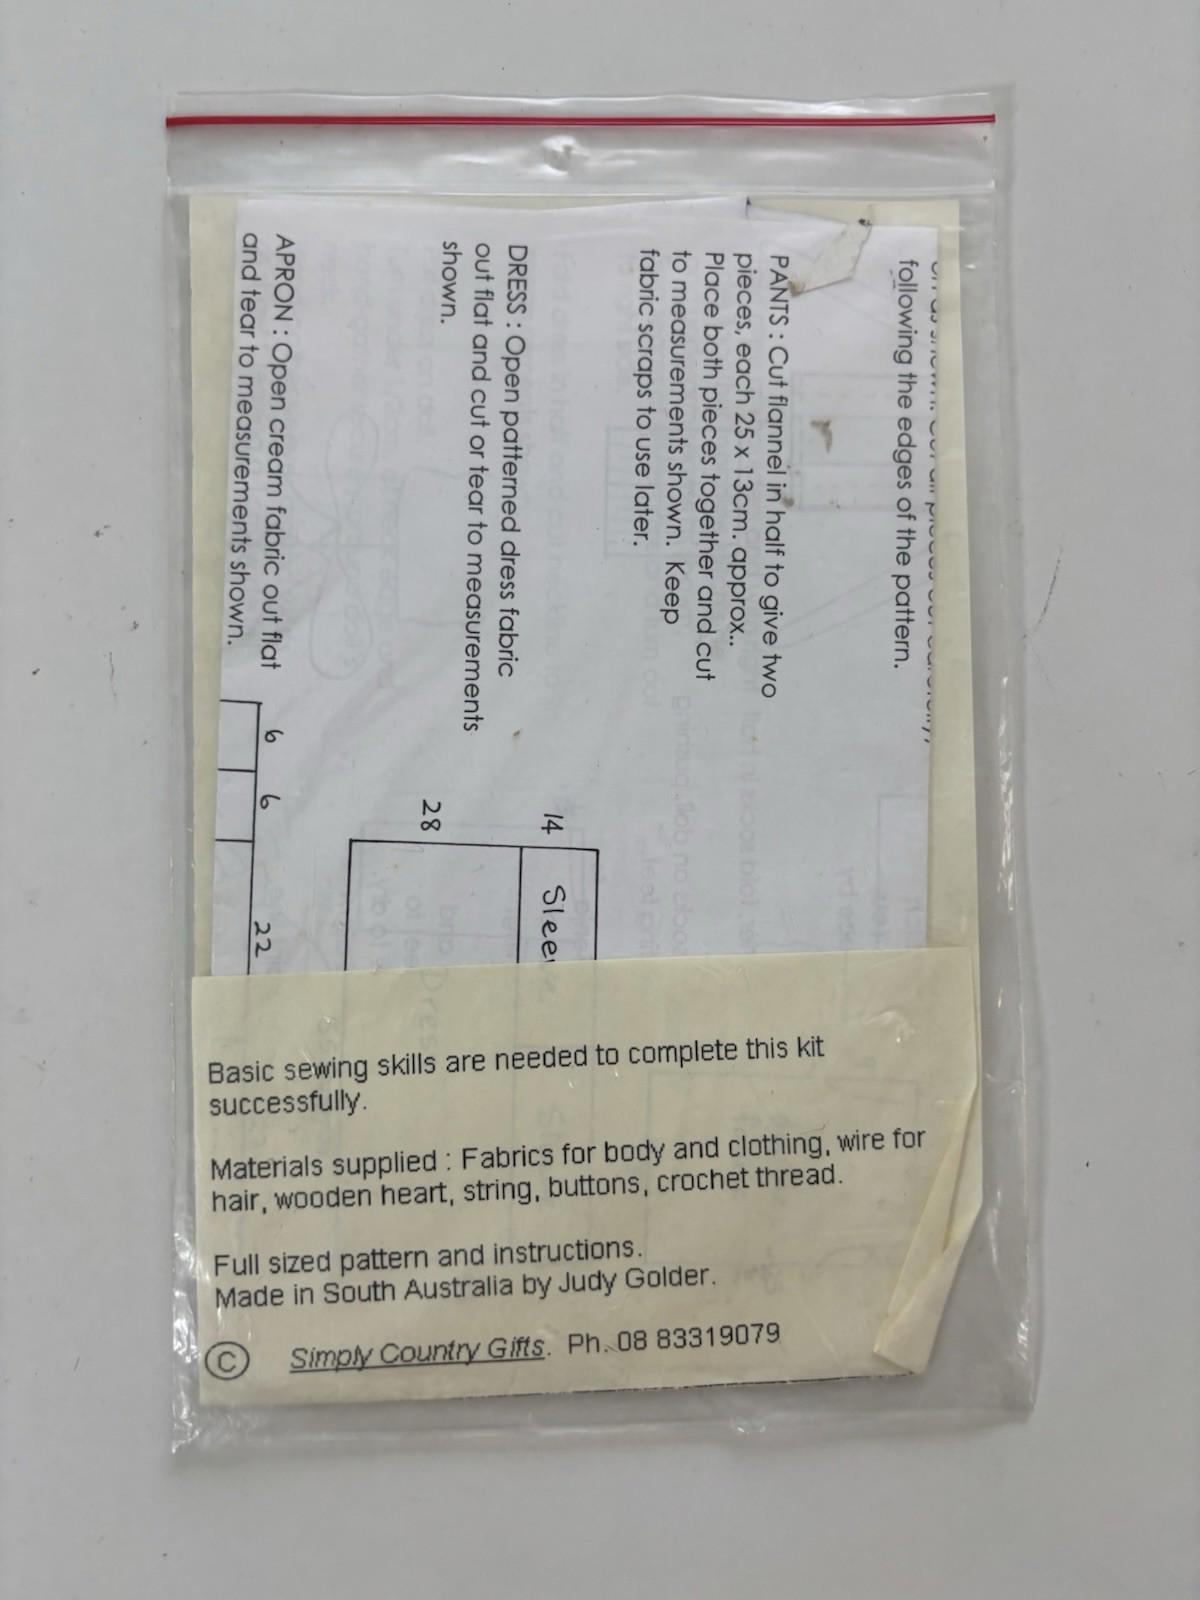 following the edges of the pattern.
PANTS : Cut flannel in half to give two
pieces, each 25 x 13cm. approx..
Place both pieces together and cut
to measurements shown. Keep
fabric scraps to use later.
DRESS : Open patterned dress fabric
out flat and cut or tear to measurements
shown.
14
28
APRON : Open cream fabric out flat
and tear to measurements shown.
6 6 22
Basic sewing skills are needed to complete this kit
successfully.
Materials supplied : Fabrics for body and clothing, wire for
hair, wooden heart, string, buttons, crochet thread.
Full sized pattern and instructions.
Made in South Australia by Judy Golder.
© Simply Country Gifts. Ph. 08 83319079